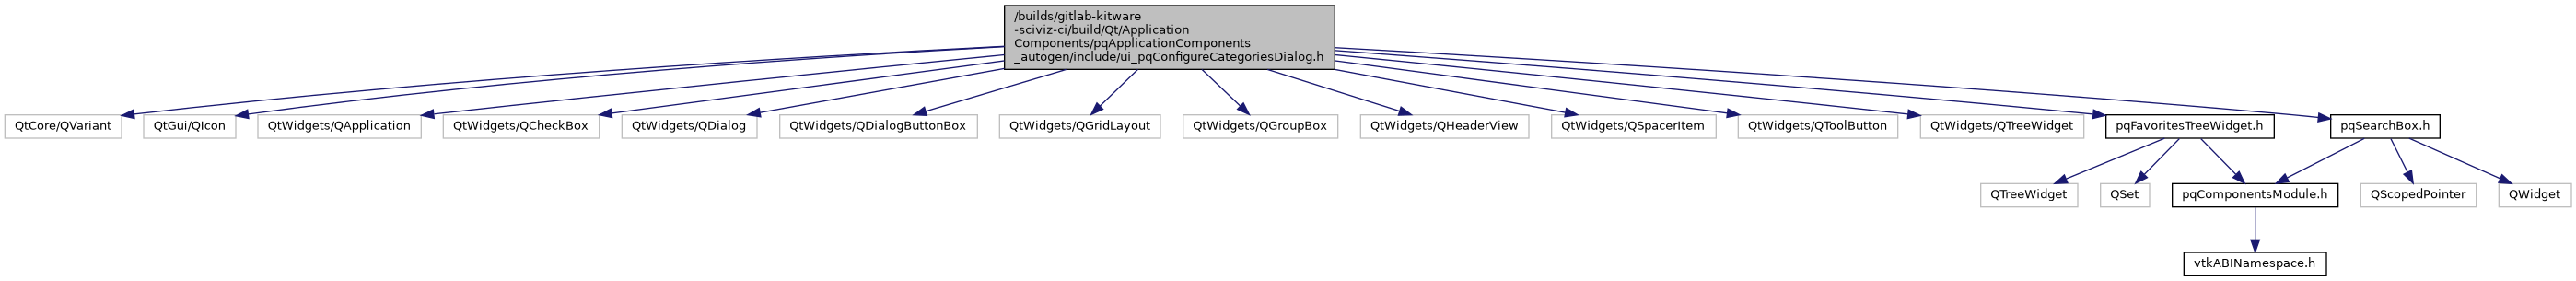 /builds/gitlab-kitware
-sciviz-ci/build/Qt/Application
Components/pqApplicationComponents
_autogen/include/ui_pqConfigureCategoriesDialog.h
QtCore/QVariant
QtGui/QIcon
QtWidgets/QApplication
QtWidgets/QCheckBox
QtWidgets/QDialog
QtWidgets/QDialogButtonBox
QtWidgets/QGridLayout
QtWidgets/QGroupBox
QtWidgets/QHeaderView
QtWidgets/QSpacerItem
QtWidgets/QToolButton
QtWidgets/QTreeWidget
pqFavoritesTreeWidget.h
pqSearchBox.h
QTreeWidget
QSet
pqComponentsModule.h
QScopedPointer
QWidget
vtkABINamespace.h